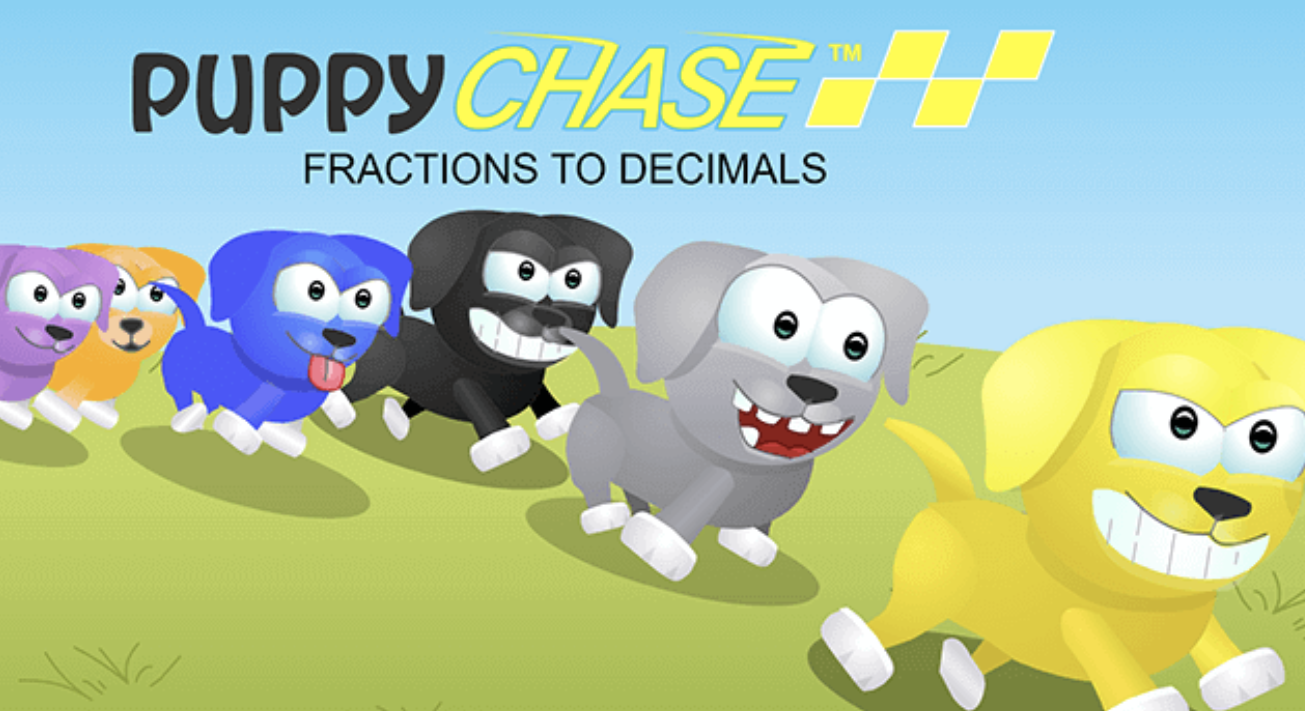 PUPPY CHASE™
FRACTIONS TO DECIMALS